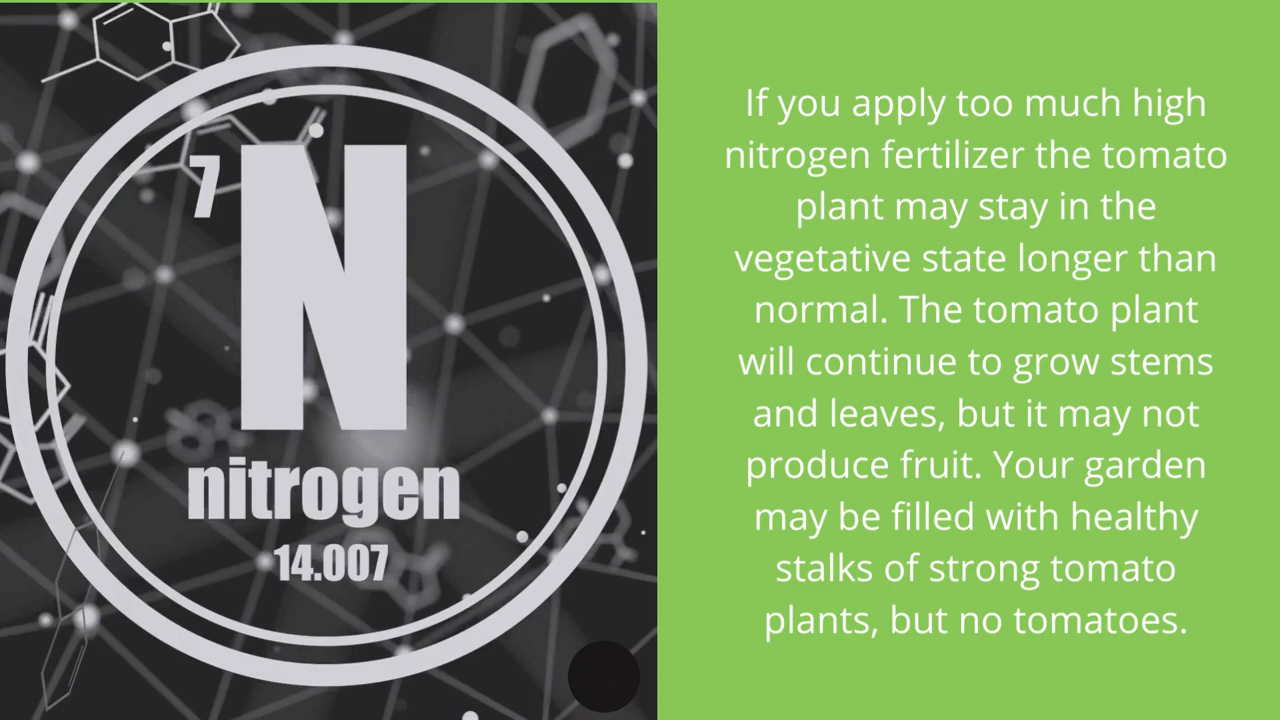 7
N
nitrogen
14.007
If you apply too much high
nitrogen fertilizer the tomato
plant may stay in the
vegetative state longer than
normal. The tomato plant
will continue to grow stems
and leaves, but it may not
produce fruit. Your garden
may be filled with healthy
stalks of strong tomato
plants, but no tomatoes.